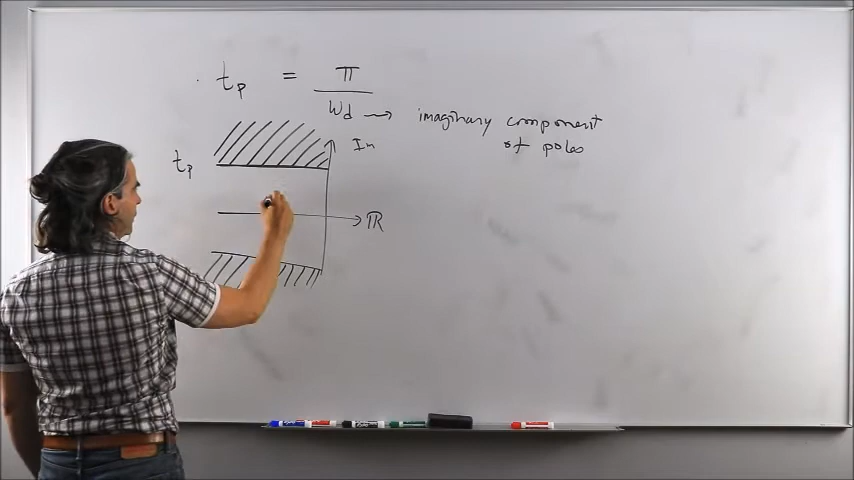 tp = π
Wd → imaginary component
of poles
Im
tp
ℝ